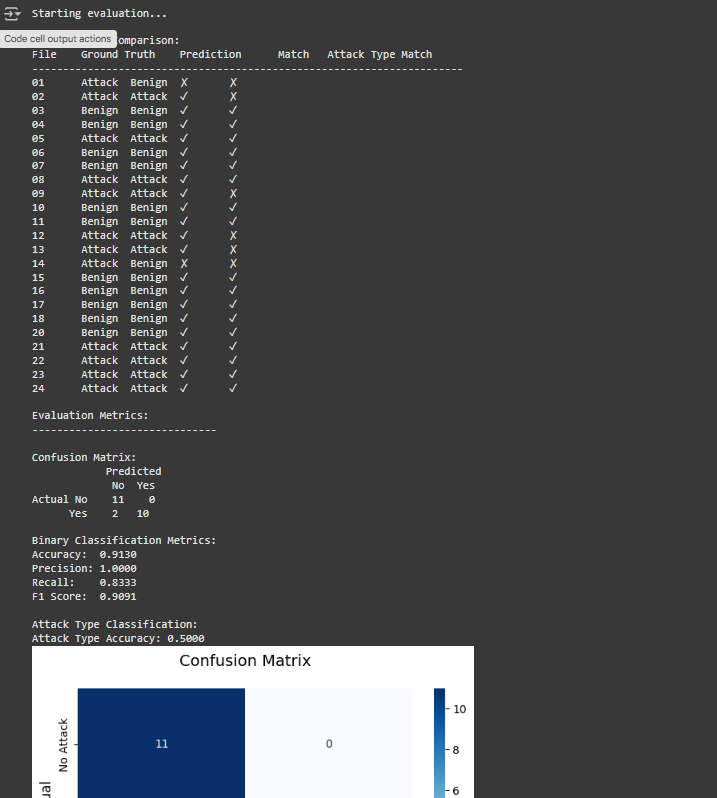 Starting evaluation...
Code cell output actions
omparison:
File Ground Truth Prediction Match Attack Type Match
--------------------------------------------------------------------
01 Attack Benign ✗ ✗
02 Attack Attack ✓ ✗
03 Benign Benign ✓ ✓
04 Benign Benign ✓ ✓
05 Attack Attack ✓ ✓
06 Benign Benign ✓ ✓
07 Benign Benign ✓ ✓
08 Attack Attack ✓ ✓
09 Attack Attack ✓ ✗
10 Benign Benign ✓ ✓
11 Benign Benign ✓ ✓
12 Attack Attack ✓ ✗
13 Attack Attack ✓ ✗
14 Attack Benign ✗ ✗
15 Benign Benign ✓ ✓
16 Benign Benign ✓ ✓
17 Benign Benign ✓ ✓
18 Benign Benign ✓ ✓
20 Benign Benign ✓ ✓
21 Attack Attack ✓ ✓
22 Attack Attack ✓ ✓
23 Attack Attack ✓ ✓
24 Attack Attack ✓ ✓
Evaluation Metrics:
------------------------------
Confusion Matrix:
Predicted
No Yes
Actual No 11 0
Yes 2 10
Binary Classification Metrics:
Accuracy: 0.9130
Precision: 1.0000
Recall: 0.8333
F1 Score: 0.9091
Attack Type Classification:
Attack Type Accuracy: 0.5000
Confusion Matrix
No Attack
11 0
10
8
6
ual